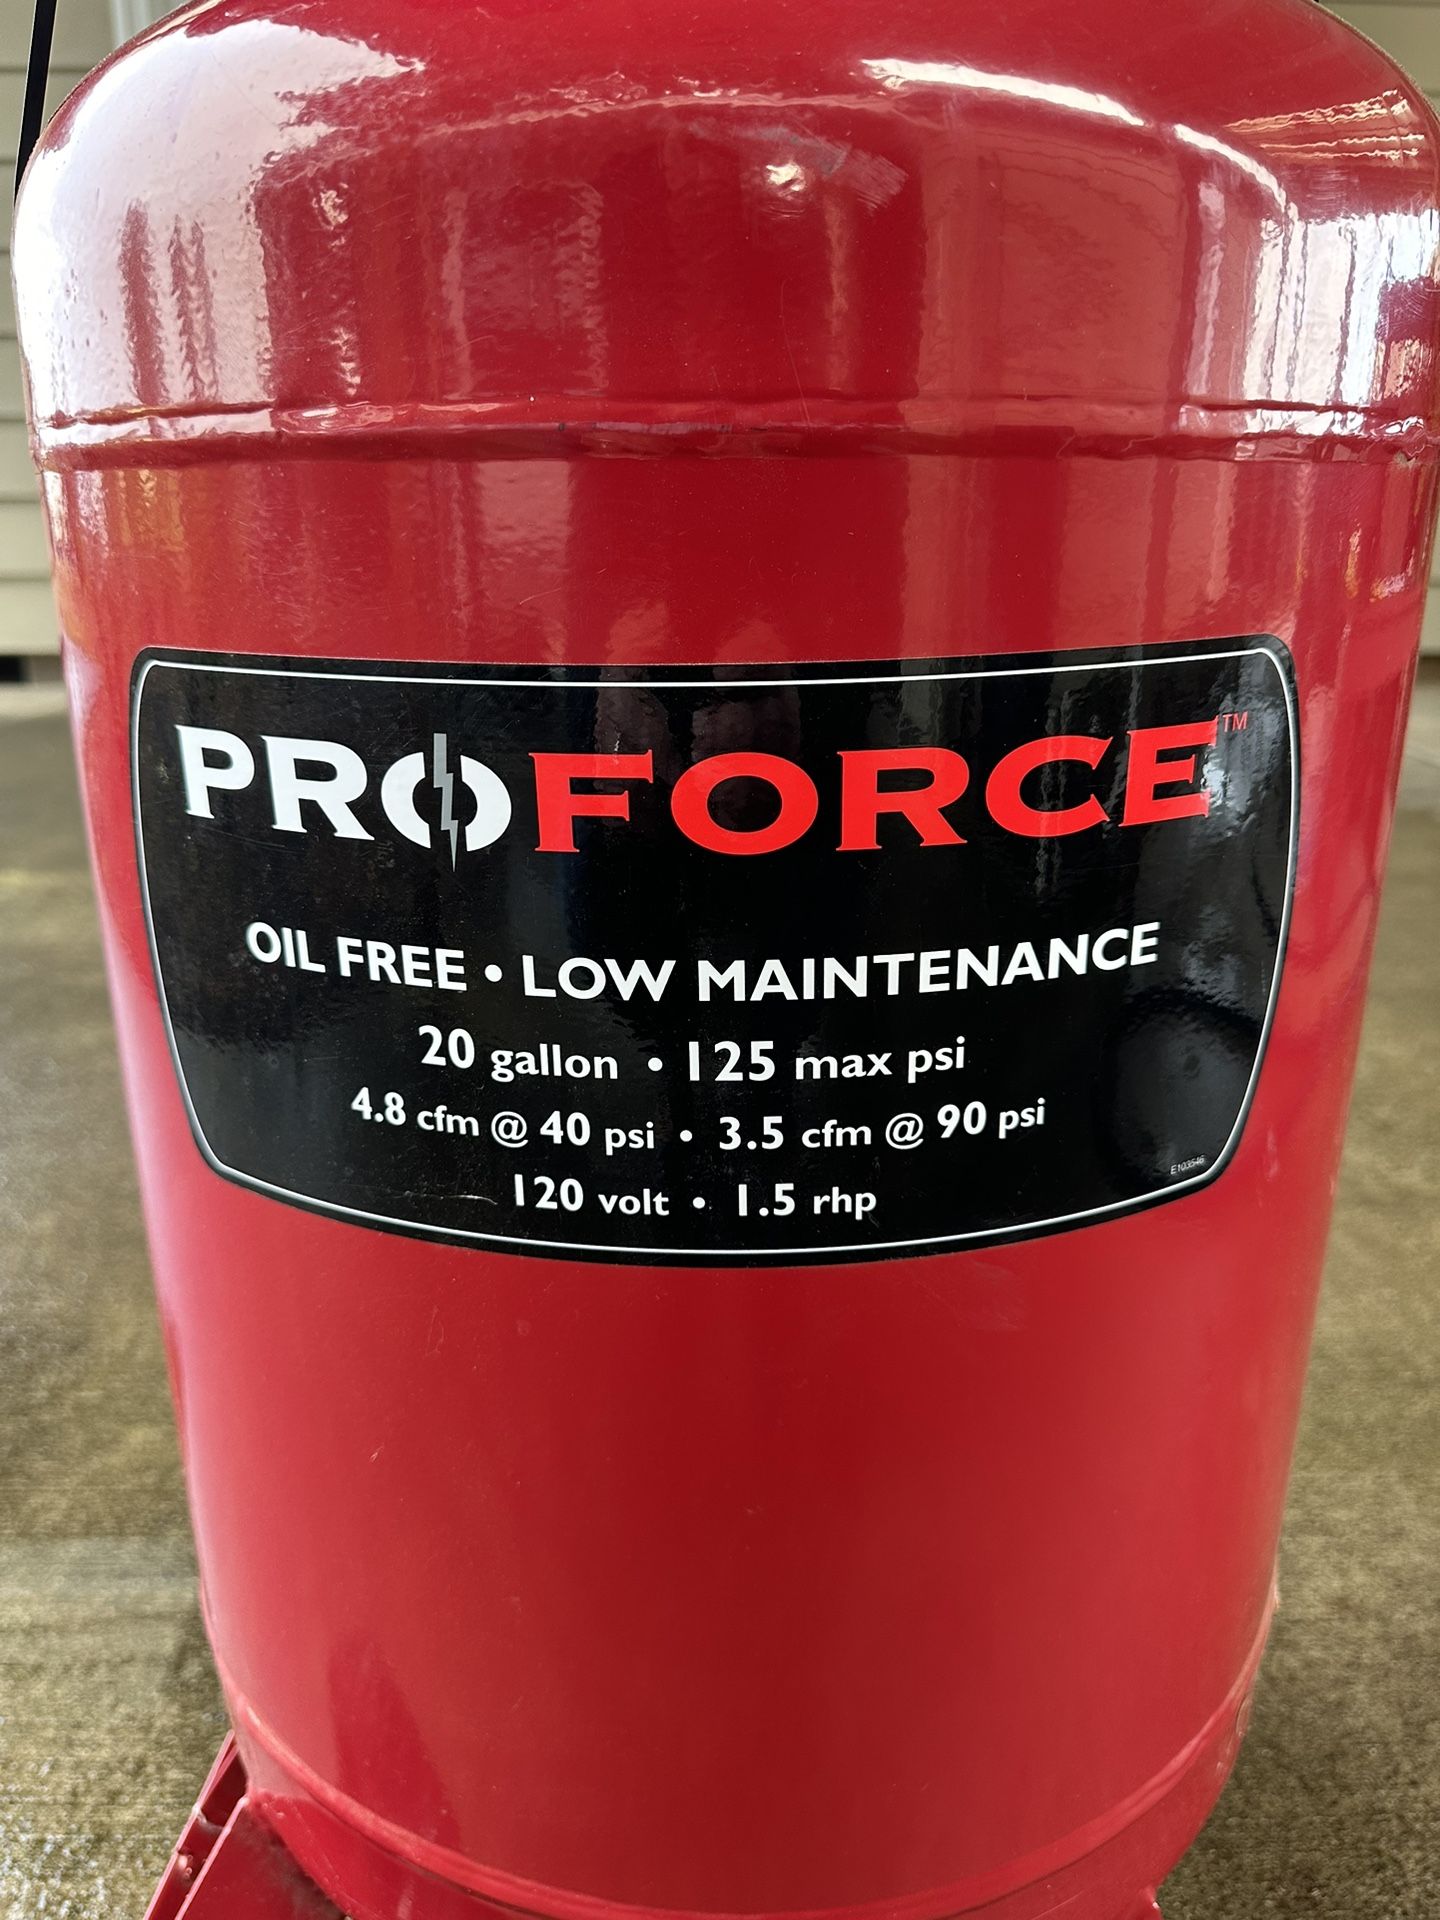 PROFORCE™
OIL FREE • LOW MAINTENANCE
20 gallon • 125 max psi
4.8 cfm @ 40 psi • 3.5 cfm @ 90 psi
E103546
120 volt • 1.5 rhp